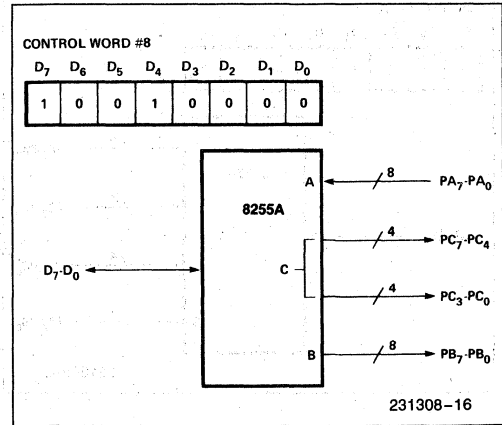 CONTROL WORD #8
D7 D6 D5 D4 D3 D2 D1 D0
1 0 0 1 0 0 0 0
A 8 PA7-PA0
8255A
4 PC7-PC4
D7-D0 C
4 PC3-PC0
B 8 PB7-PB0
231308–16